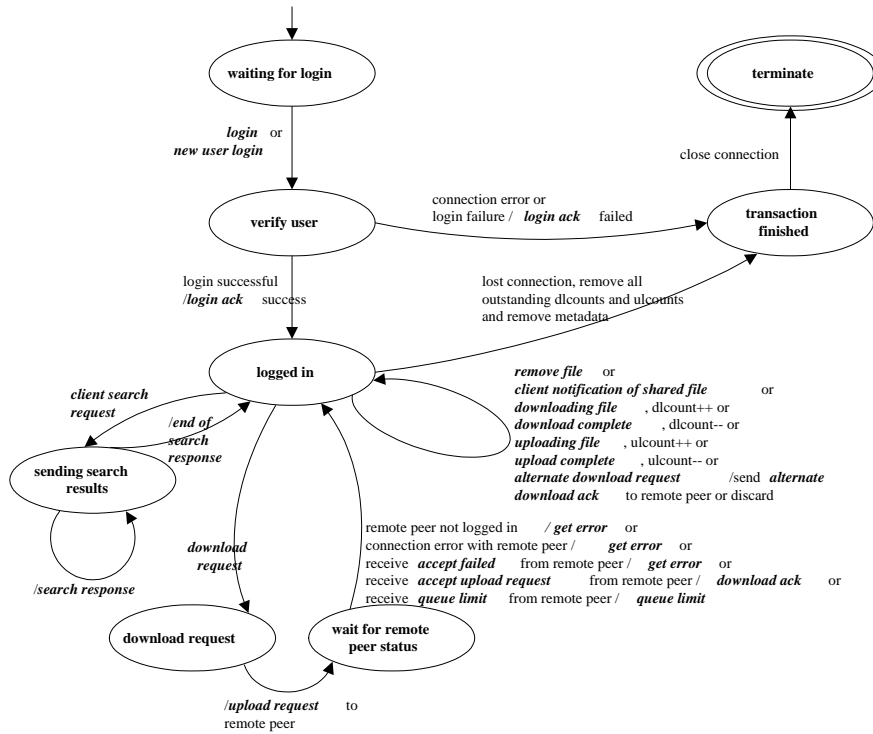 waiting for login
terminate
login or
new user login
close connection
verify user
connection error or
login failure / login ack failed
transaction
finished
login successful
/login ack success
lost connection, remove all
outstanding dlcounts and ulcounts
and remove metadata
logged in
remove file or
client notification of shared file or
downloading file , dlcount++ or
download complete , dlcount-- or
uploading file , ulcount++ or
upload complete , ulcount-- or
alternate download request /send alternate
download ack to remote peer or discard
client search
request
/end of
search
response
sending search
results
/search response
download
request
remote peer not logged in / get error or
connection error with remote peer / get error or
receive accept failed from remote peer / get error or
receive accept upload request from remote peer / download ack or
receive queue limit from remote peer / queue limit
download request
wait for remote
peer status
/upload request to
remote peer